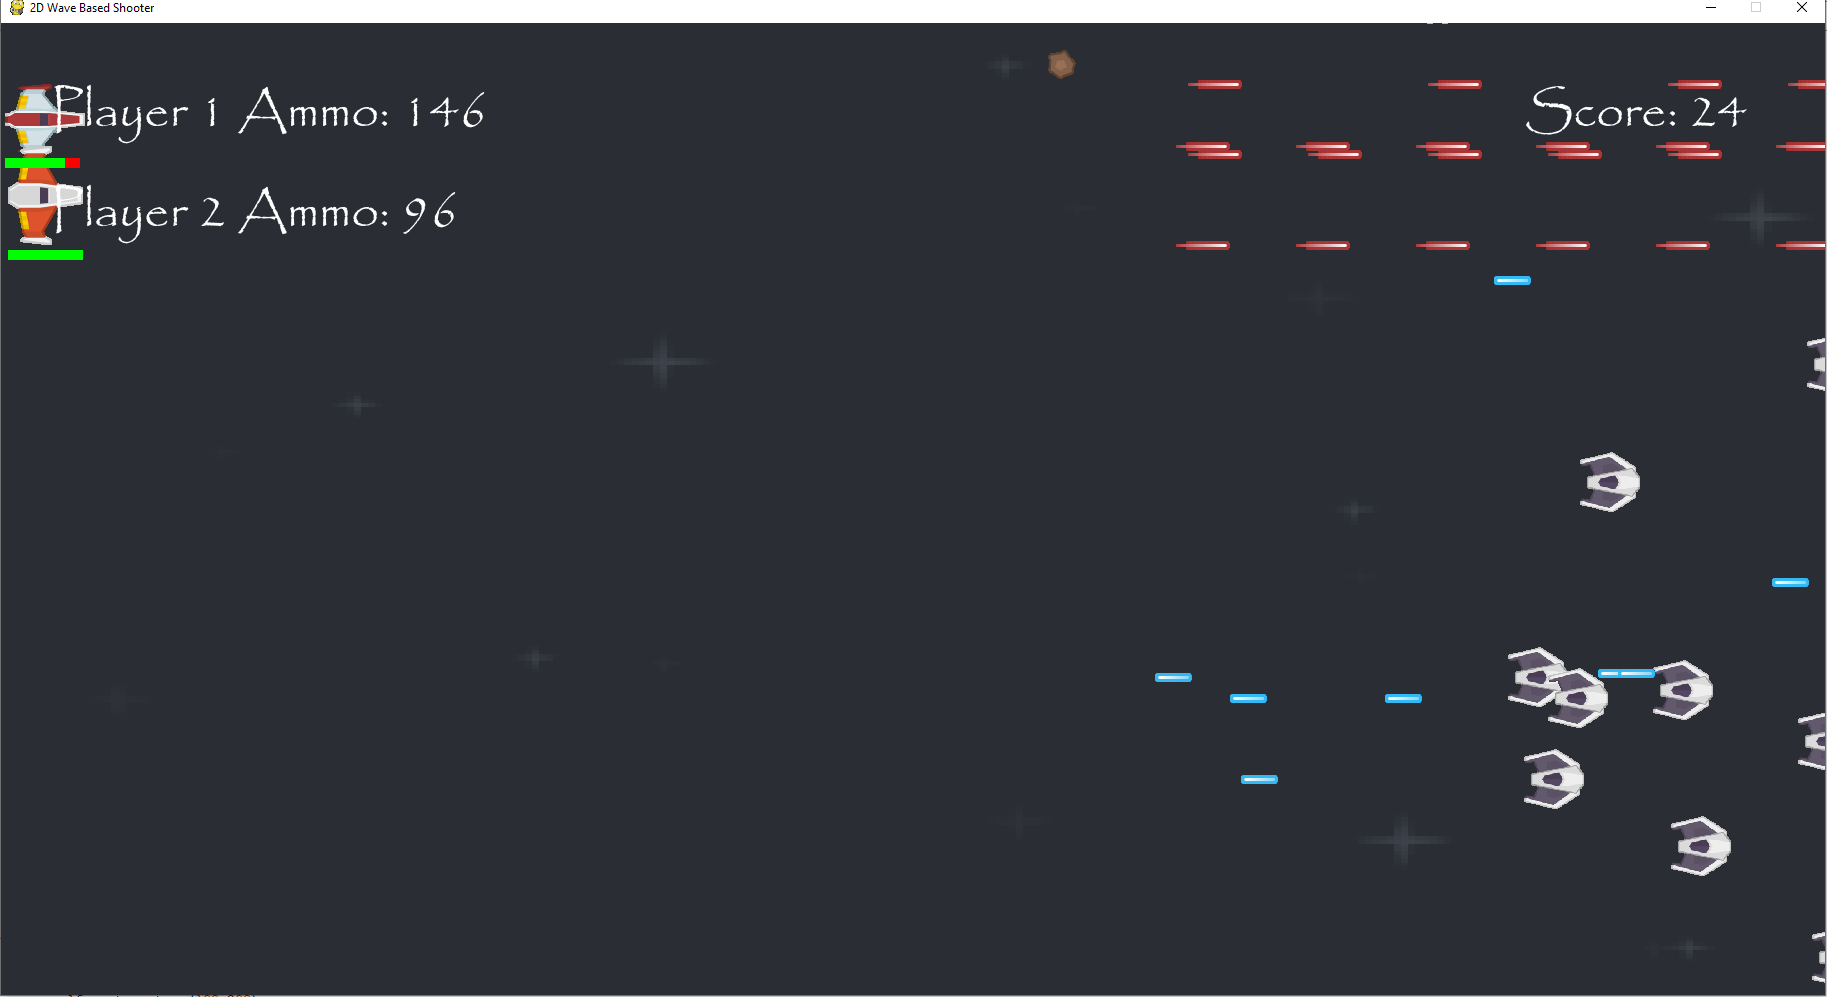 2D Wave Based Shooter
Player 1 Ammo: 146
Score: 24
Player 2 Ammo: 96